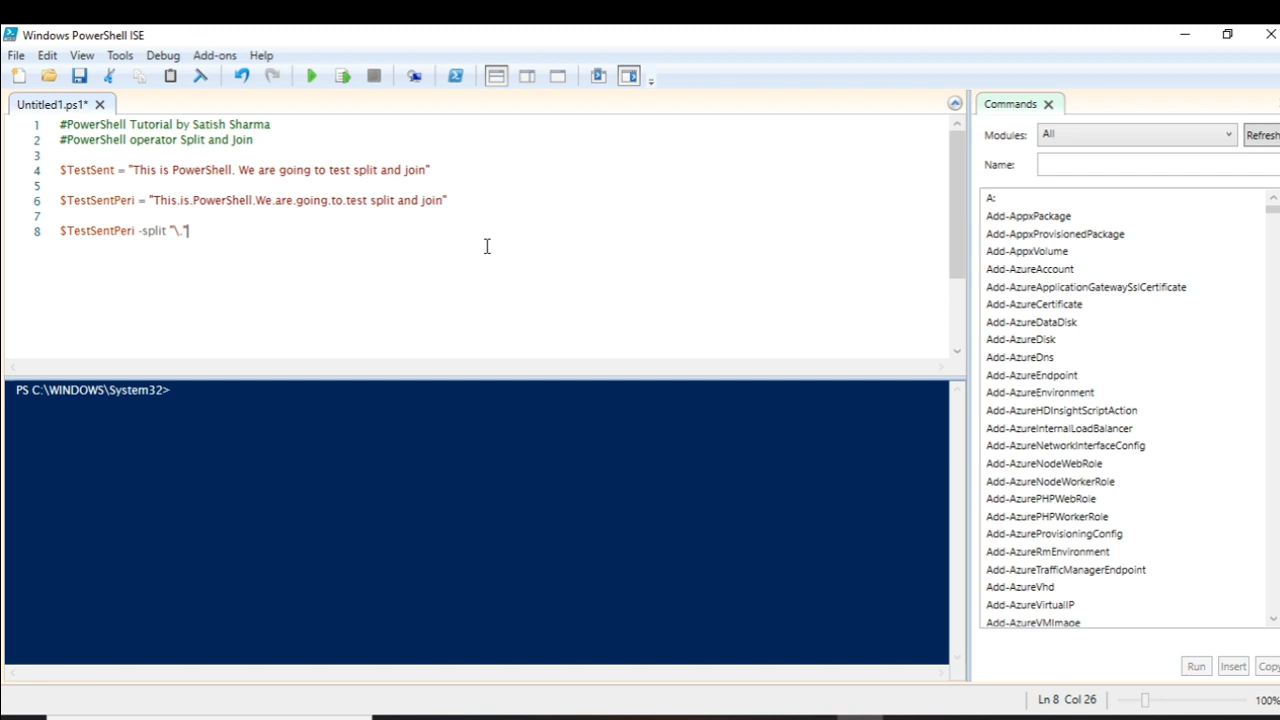 Windows PowerShell ISE
File Edit View Tools Debug Add-ons Help
Untitled1.ps1*
1 #PowerShell Tutorial by Satish Sharma
2 #PowerShell operator Split and Join
3
4 $TestSent = "This is PowerShell. We are going to test split and join"
5
6 $TestSentPeri = "This.is.PowerShell.We.are.going.to.test split and join"
7
8 $TestSentPeri -split "\."
PS C:\WINDOWS\System32>
Commands
Modules: All Refresh
Name:
A:
Add-AppxPackage
Add-AppxProvisionedPackage
Add-AppxVolume
Add-AzureAccount
Add-AzureApplicationGatewaySslCertificate
Add-AzureCertificate
Add-AzureDataDisk
Add-AzureDisk
Add-AzureDns
Add-AzureEndpoint
Add-AzureEnvironment
Add-AzureHDInsightScriptAction
Add-AzureInternalLoadBalancer
Add-AzureNetworkInterfaceConfig
Add-AzureNodeWebRole
Add-AzureNodeWorkerRole
Add-AzurePHPWebRole
Add-AzurePHPWorkerRole
Add-AzureProvisioningConfig
Add-AzureRmEnvironment
Add-AzureTrafficManagerEndpoint
Add-AzureVhd
Add-AzureVirtualIP
Add-AzureVMImage
Run Insert Copy
Ln 8 Col 26 100%